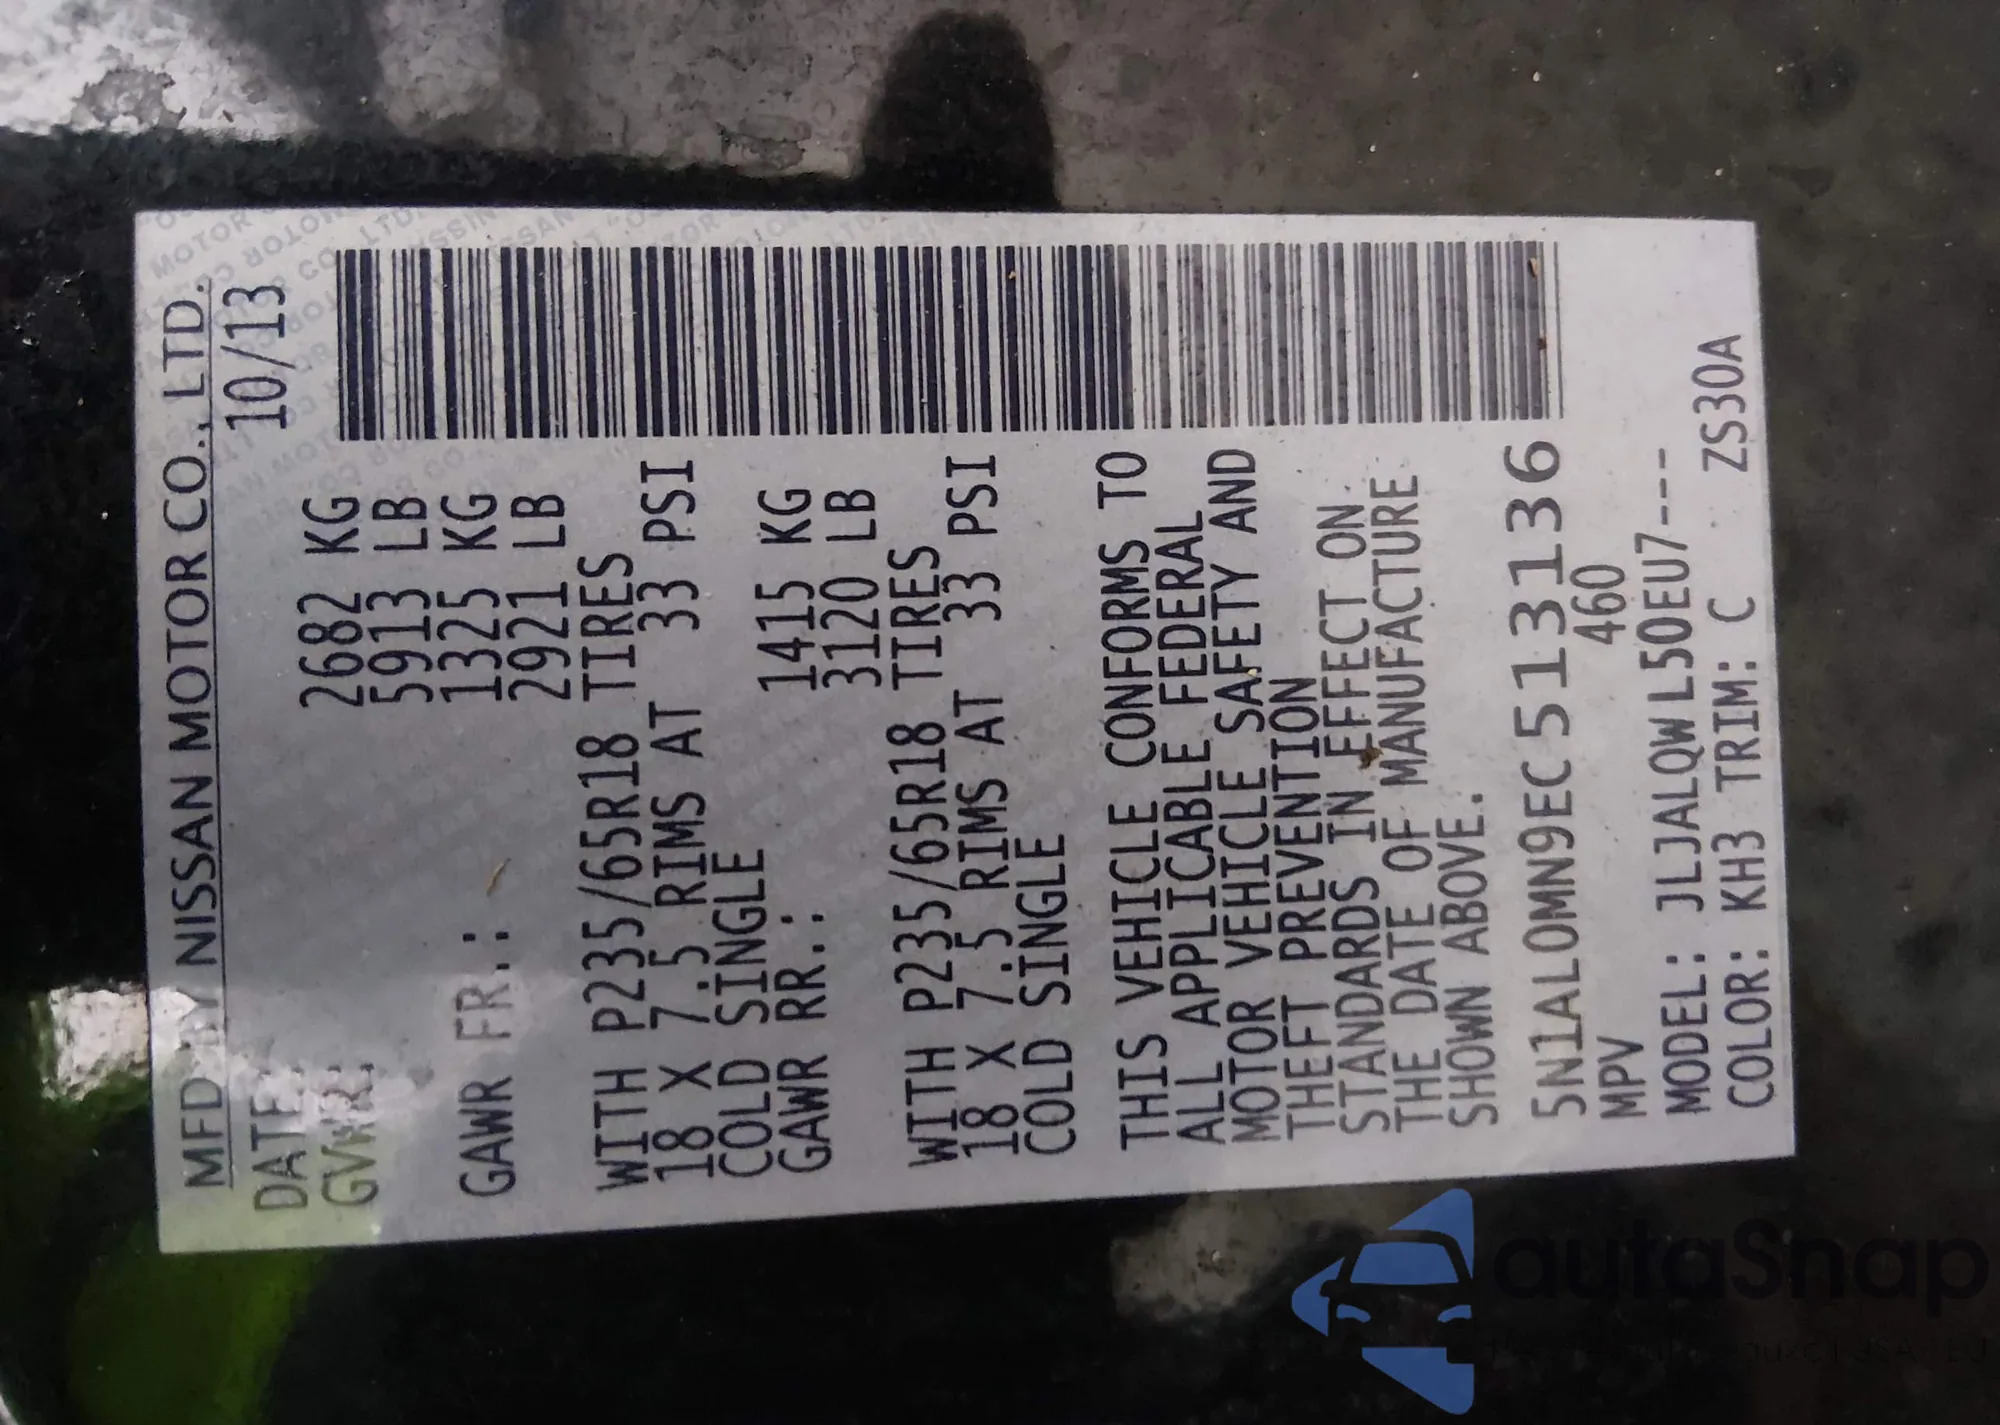 MFD BY NISSAN MOTOR CO., LTD.
DATE: 10/13
GVWR: 2682 KG
5913 LB
GAWR FR.: 1325 KG
2921 LB
WITH P235/65R18 TIRES
18 X 7.5 RIMS AT 33 PSI
COLD SINGLE
GAWR RR.: 1415 KG
3120 LB
WITH P235/65R18 TIRES
18 X 7.5 RIMS AT 33 PSI
COLD SINGLE
THIS VEHICLE CONFORMS TO
ALL APPLICABLE FEDERAL
MOTOR VEHICLE SAFETY AND
THEFT PREVENTION
STANDARDS IN EFFECT ON
THE DATE OF MANUFACTURE
SHOWN ABOVE.
5N1AL0MN9EC513136
MPV 460
MODEL: JLJALQWL50EU7---
COLOR: KH3 TRIM: C ZS30A
autaSnap